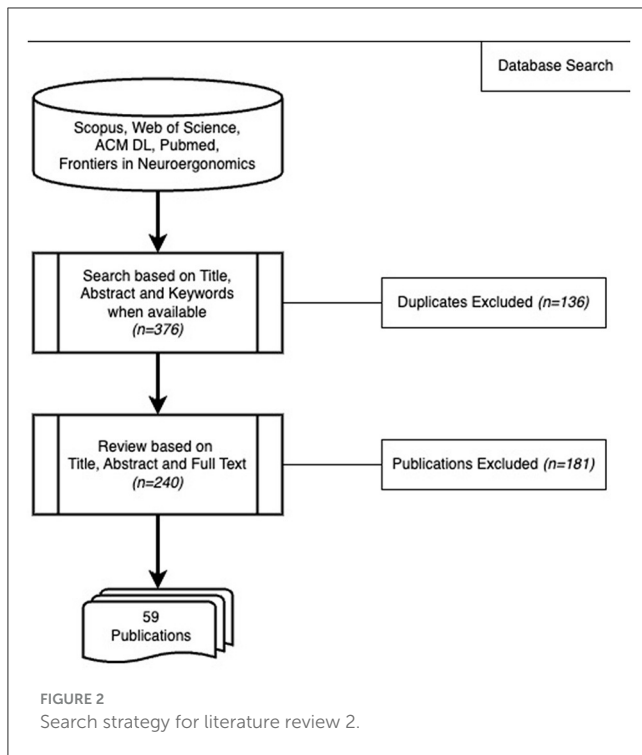 Database Search
Scopus, Web of Science,
ACM DL, Pubmed,
Frontiers in Neuroergonomics
Search based on Title,
Abstract and Keywords
when available
(n=376)
Duplicates Excluded (n=136)
Review based on
Title, Abstract and Full Text
(n=240)
Publications Excluded (n=181)
59
Publications
FIGURE 2
Search strategy for literature review 2.